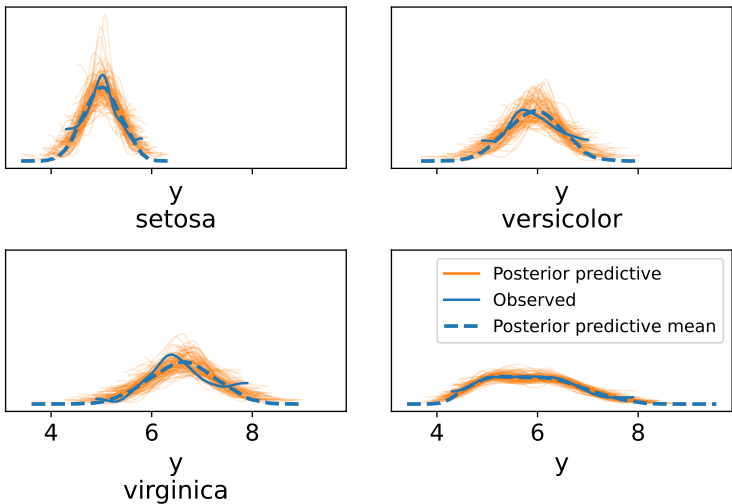 y
setosa
y
versicolor
4
6
8
y
virginica
Posterior predictive
Observed
Posterior predictive mean
4
6
8
y